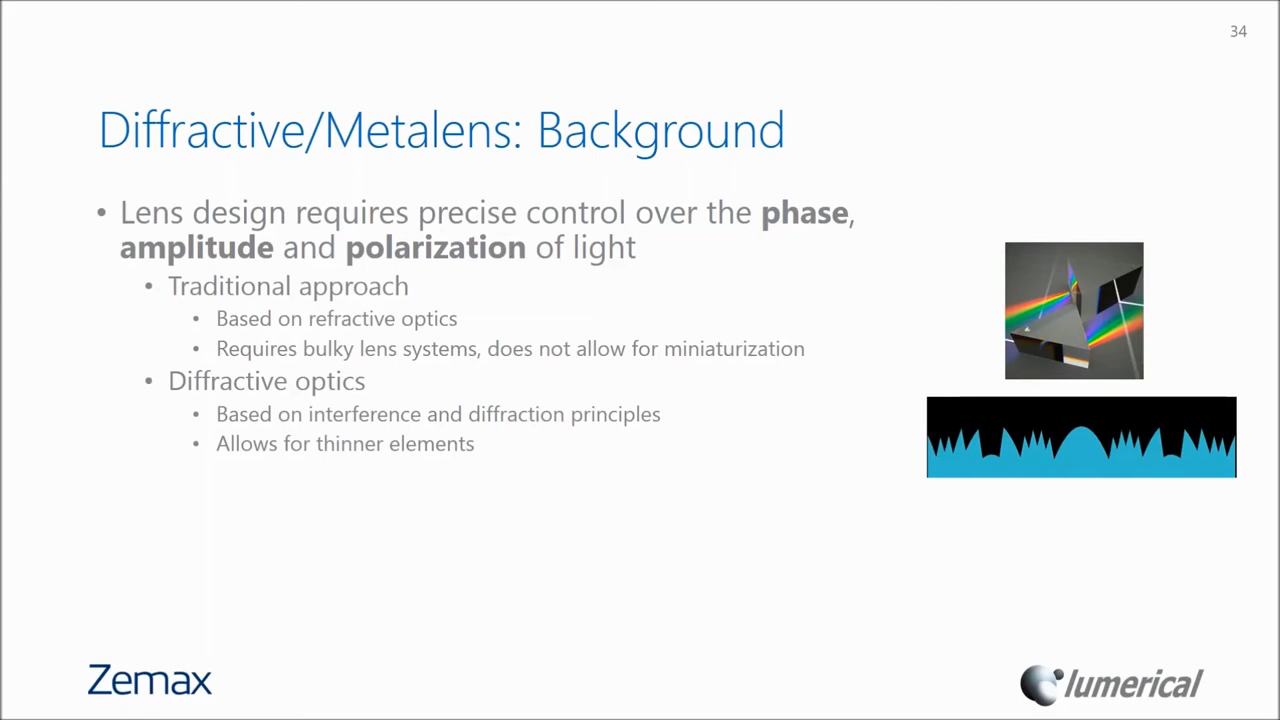 34
Diffractive/Metalens: Background
• Lens design requires precise control over the phase,
amplitude and polarization of light
• Traditional approach
• Based on refractive optics
• Requires bulky lens systems, does not allow for miniaturization
• Diffractive optics
• Based on interference and diffraction principles
• Allows for thinner elements
Zemax
lumerical